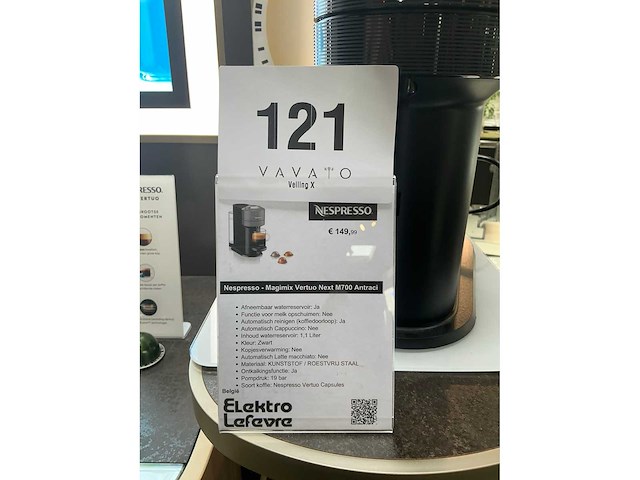 121
VAVATO
Veiling X
NESPRESSO
€ 149,99
Nespresso - Magimix Vertuo Next M700 Antraci
• Afneembaar waterreservoir: Ja
• Functie voor melk opschuimen: Nee
• Automatisch reinigen (koffiedoorloop): Ja
• Automatisch Cappuccino: Nee
• Inhoud waterreservoir: 1,1 Liter
• Kleur: Zwart
• Kopjesverwarming: Nee
• Automatisch Latte macchiato: Nee
• Materiaal: KUNSTSTOF / ROESTVRIJ STAAL
• Ontkalkingsfunctie: Ja
• Pompdruk: 19 bar
• Soort koffie: Nespresso Vertuo Capsules
België
ELektro
Lefevre
RESSO
ERTUO